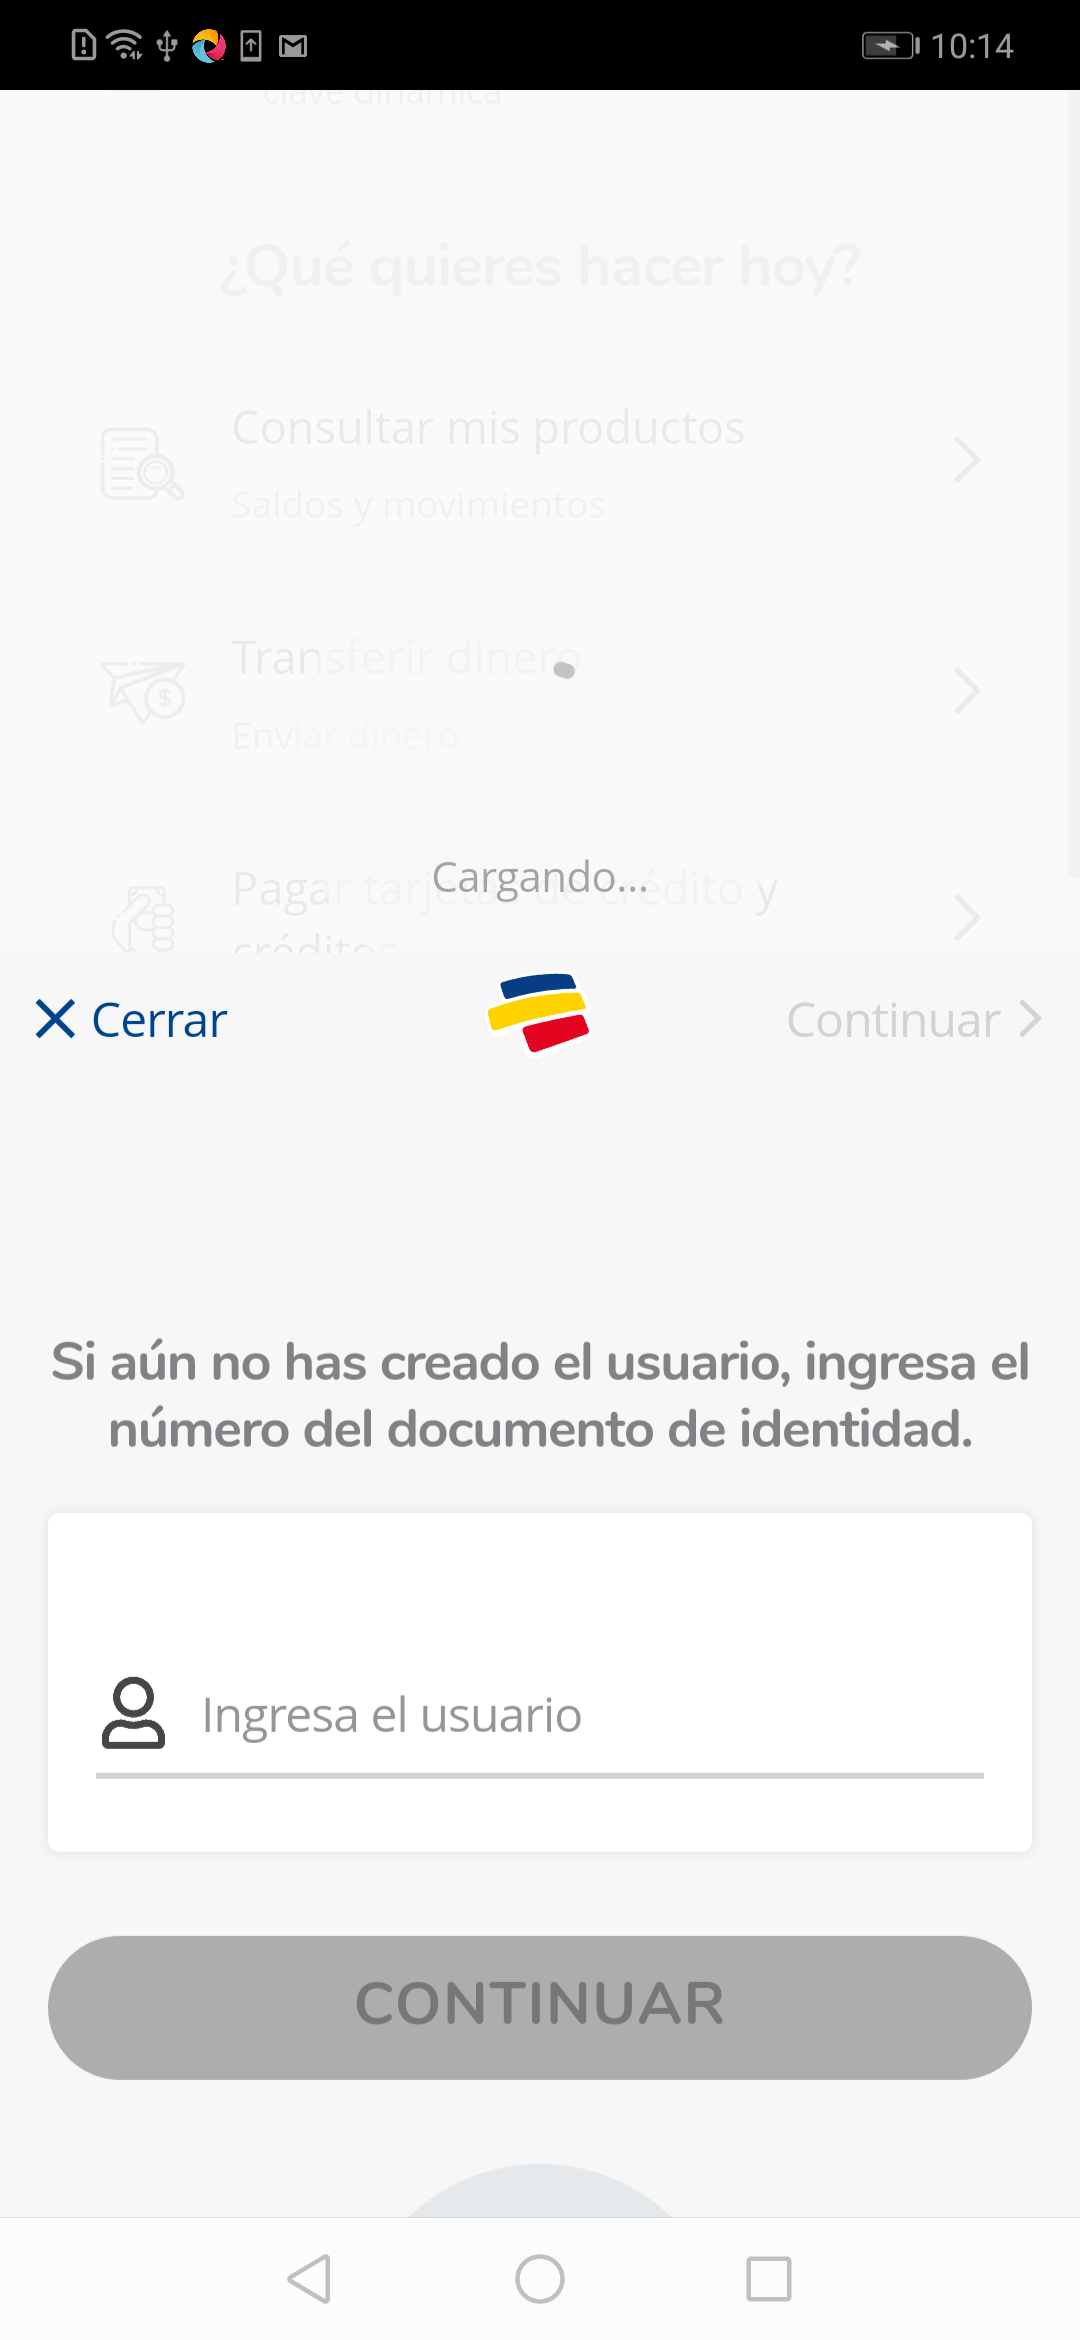 10:14
clave dinámica
¿Qué quieres hacer hoy?
Consultar mis productos
Saldos y movimientos
Transferir dinero
Enviar dinero
Pagar tarjetas de crédito y
créditos
Cargando...
Cerrar
Continuar
Si aún no has creado el usuario, ingresa el
número del documento de identidad.
Ingresa el usuario
CONTINUAR